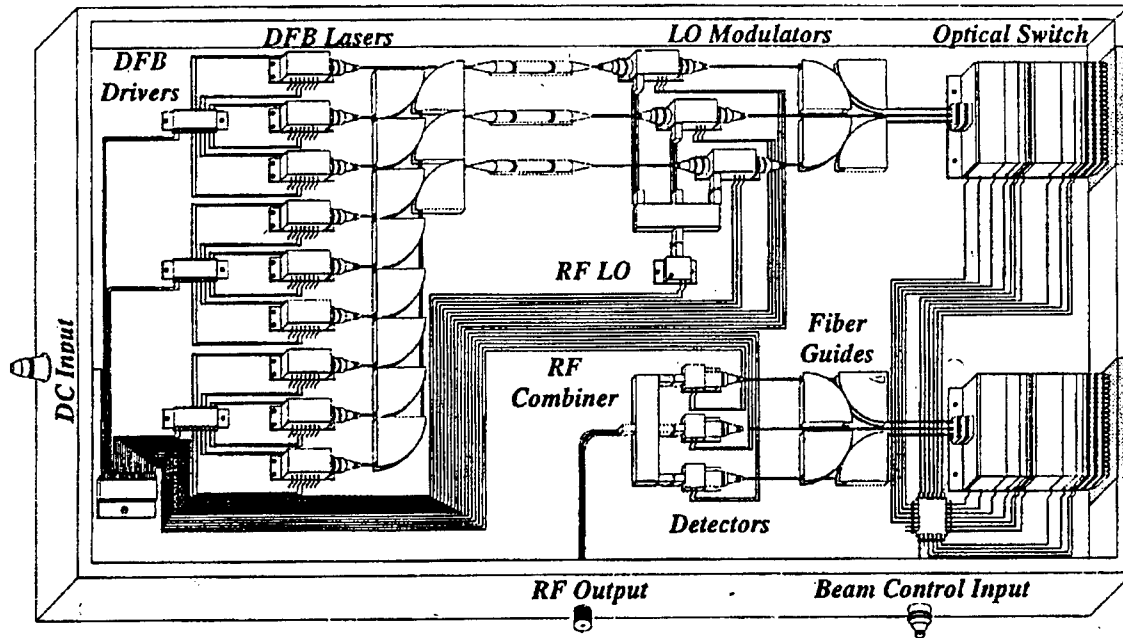 DFB Lasers
LO Modulators
Optical Switch
DFB
Drivers
RF LO
Fiber
Guides
RF
Combiner
DC Input
Detectors
RF Output
Beam Control Input